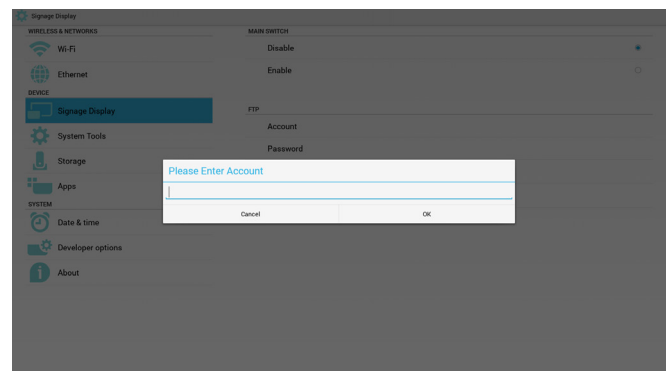 Signage Display
WIRELESS & NETWORKS
Wi-Fi
Ethernet
DEVICE
Signage Display
System Tools
Storage
Apps
SYSTEM
Date & time
Developer options
About
MAIN SWITCH
Disable
Enable
FTP
Account
Password
Please Enter Account
Cancel
OK